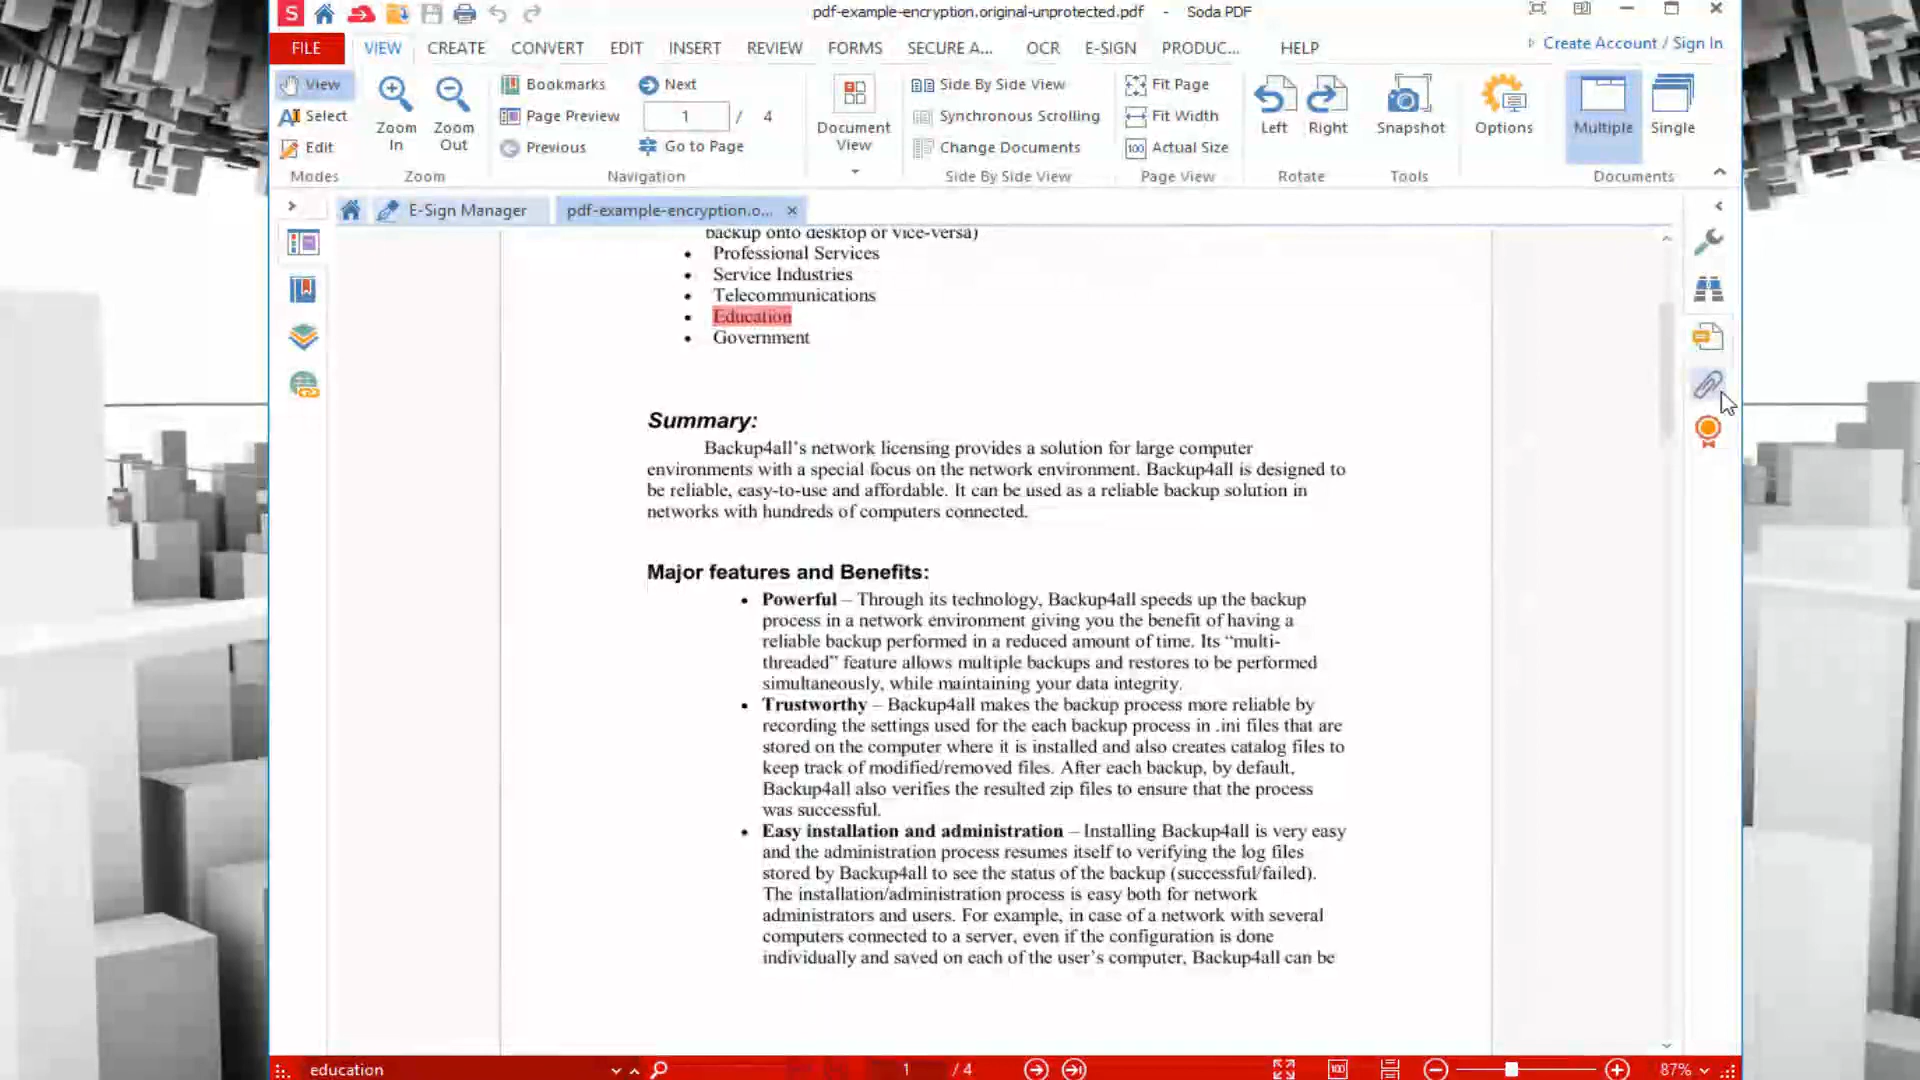 S
pdf-example-encryption.original-unprotected.pdf - Soda PDF
FILE VIEW CREATE CONVERT EDIT INSERT REVIEW FORMS SECURE A... OCR E-SIGN PRODUC... HELP
Create Account / Sign In
View
Select
Edit
Modes
Zoom In
Zoom Out
Zoom
Bookmarks
Page Preview
Previous
Next
1 / 4
Go to Page
Navigation
Document View
Side By Side View
Synchronous Scrolling
Change Documents
Side By Side View
Fit Page
Fit Width
100 Actual Size
Page View
Left
Right
Rotate
Snapshot
Tools
Options
Multiple
Single
Documents
E-Sign Manager
pdf-example-encryption.o...
backup onto desktop or vice-versa)
• Professional Services
• Service Industries
• Telecommunications
• Education
• Government
Summary:
Backup4all’s network licensing provides a solution for large computer
environments with a special focus on the network environment. Backup4all is designed to
be reliable, easy-to-use and affordable. It can be used as a reliable backup solution in
networks with hundreds of computers connected.
Major features and Benefits:
• Powerful – Through its technology, Backup4all speeds up the backup
process in a network environment giving you the benefit of having a
reliable backup performed in a reduced amount of time. Its “multi-
threaded” feature allows multiple backups and restores to be performed
simultaneously, while maintaining your data integrity.
• Trustworthy – Backup4all makes the backup process more reliable by
recording the settings used for the each backup process in .ini files that are
stored on the computer where it is installed and also creates catalog files to
keep track of modified/removed files. After each backup, by default,
Backup4all also verifies the resulted zip files to ensure that the process
was successful.
• Easy installation and administration – Installing Backup4all is very easy
and the administration process resumes itself to verifying the log files
stored by Backup4all to see the status of the backup (successful/failed).
The installation/administration process is easy both for network
administrators and users. For example, in case of a network with several
computers connected to a server, even if the configuration is done
individually and saved on each of the user’s computer, Backup4all can be
education
1 / 4
100
87%